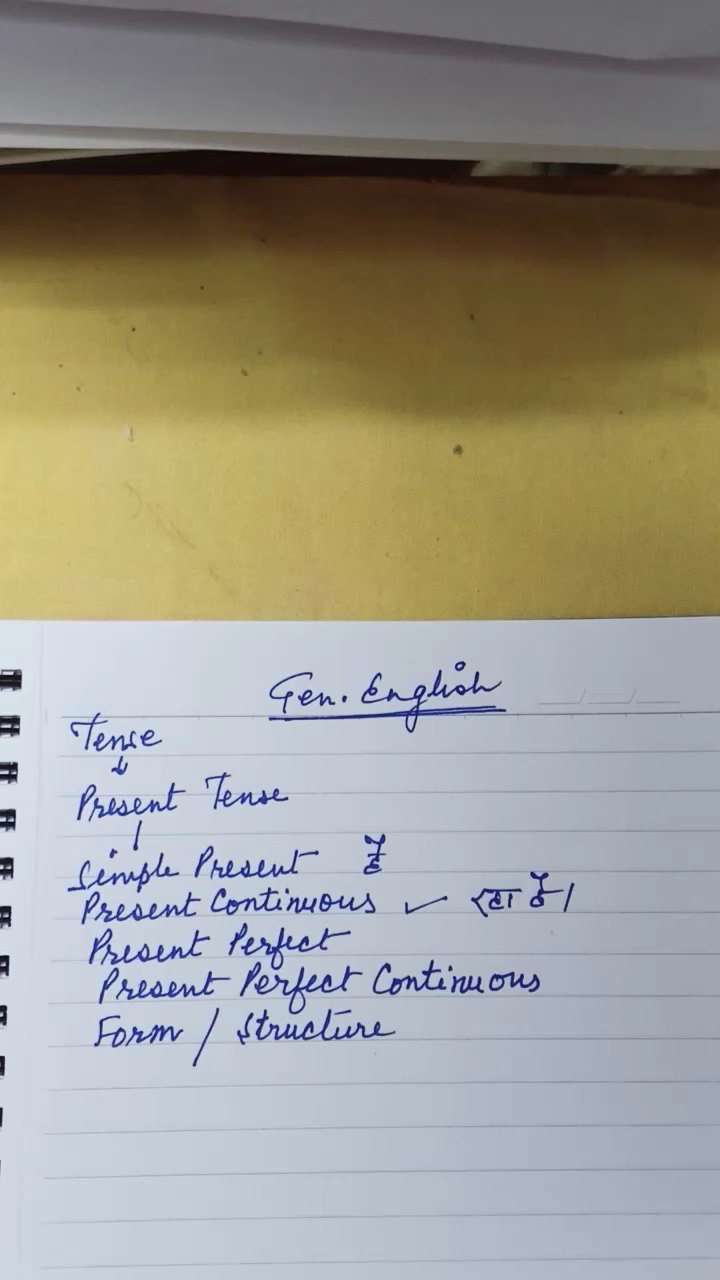 Gen. English
Tense
Present Tense
Simple Present है
Present Continuous ✓ रहा है।
Present Perfect
Present Perfect Continuous
Form / Structure